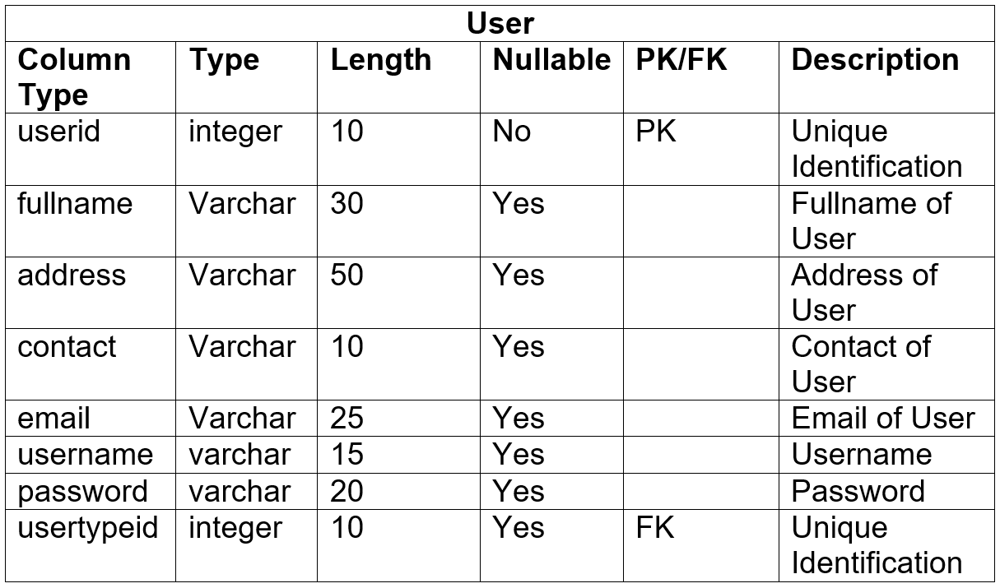 User
Column Type Type Length Nullable PK/FK Description
userid integer 10 No PK Unique Identification
fullname Varchar 30 Yes Fullname of User
address Varchar 50 Yes Address of User
contact Varchar 10 Yes Contact of User
email Varchar 25 Yes Email of User
username varchar 15 Yes Username
password varchar 20 Yes Password
usertypeid integer 10 Yes FK Unique Identification